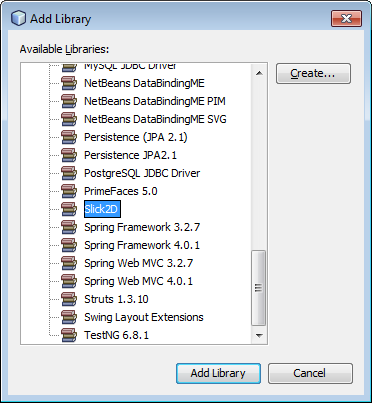 Add Library
Available Libraries:
MySQL JDBC Driver
NetBeans DataBindingME
NetBeans DataBindingME PIM
NetBeans DataBindingME SVG
Persistence (JPA 2.1)
Persistence JPA2.1
PostgreSQL JDBC Driver
PrimeFaces 5.0
Slick2D
Spring Framework 3.2.7
Spring Framework 4.0.1
Spring Web MVC 3.2.7
Spring Web MVC 4.0.1
Struts 1.3.10
Swing Layout Extensions
TestNG 6.8.1
Create...
Add Library
Cancel